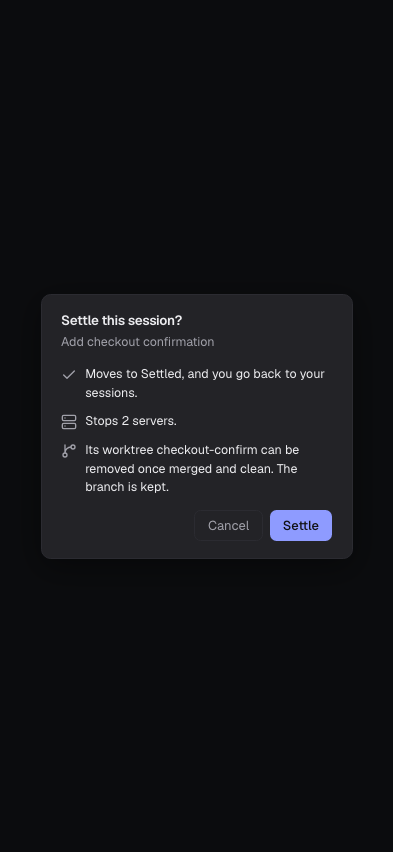 Settle this session?
Add checkout confirmation
Moves to Settled, and you go back to your
sessions.
Stops 2 servers.
Its worktree checkout-confirm can be
removed once merged and clean. The
branch is kept.
Cancel
Settle